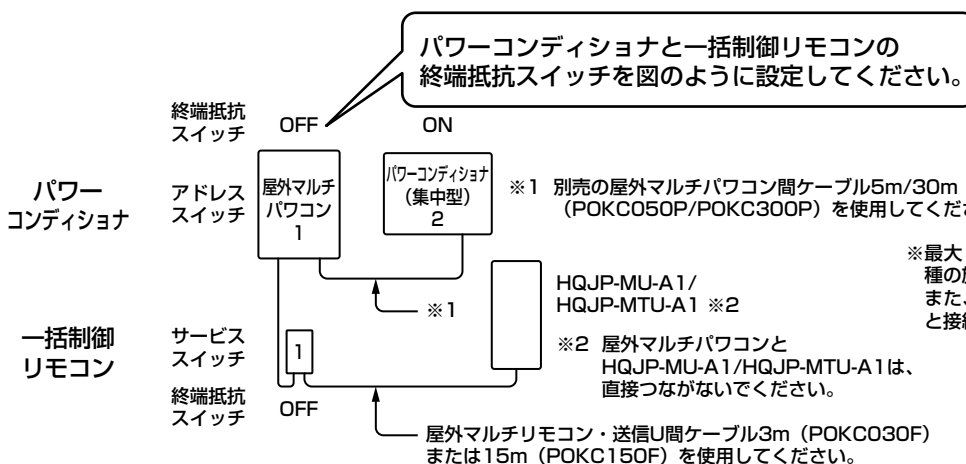 パワーコンディショナと一括制御リモコンの
終端抵抗スイッチを図のように設定してください。
終端抵抗
スイッチ
OFF
ON
パワー
コンディショナ
アドレス
スイッチ
屋外マルチ
パワコン
1
パワーコンディショナ
(集中型)
2
※1 別売の屋外マルチパワコン間ケーブル5m/30m
(POKC050P/POKC300P)を使用してくだ
※最大
種の
また、
と接
※1
HQJP-MU-A1/
HQJP-MTU-A1 ※2
一括制御
リモコン
サービス
スイッチ
1
※2 屋外マルチパワコンと
HQJP-MU-A1/HQJP-MTU-A1は、
直接つながないでください。
終端抵抗
スイッチ
OFF
屋外マルチリモコン・送信U間ケーブル3m(POKC030F)
または15m(POKC150F)を使用してください。